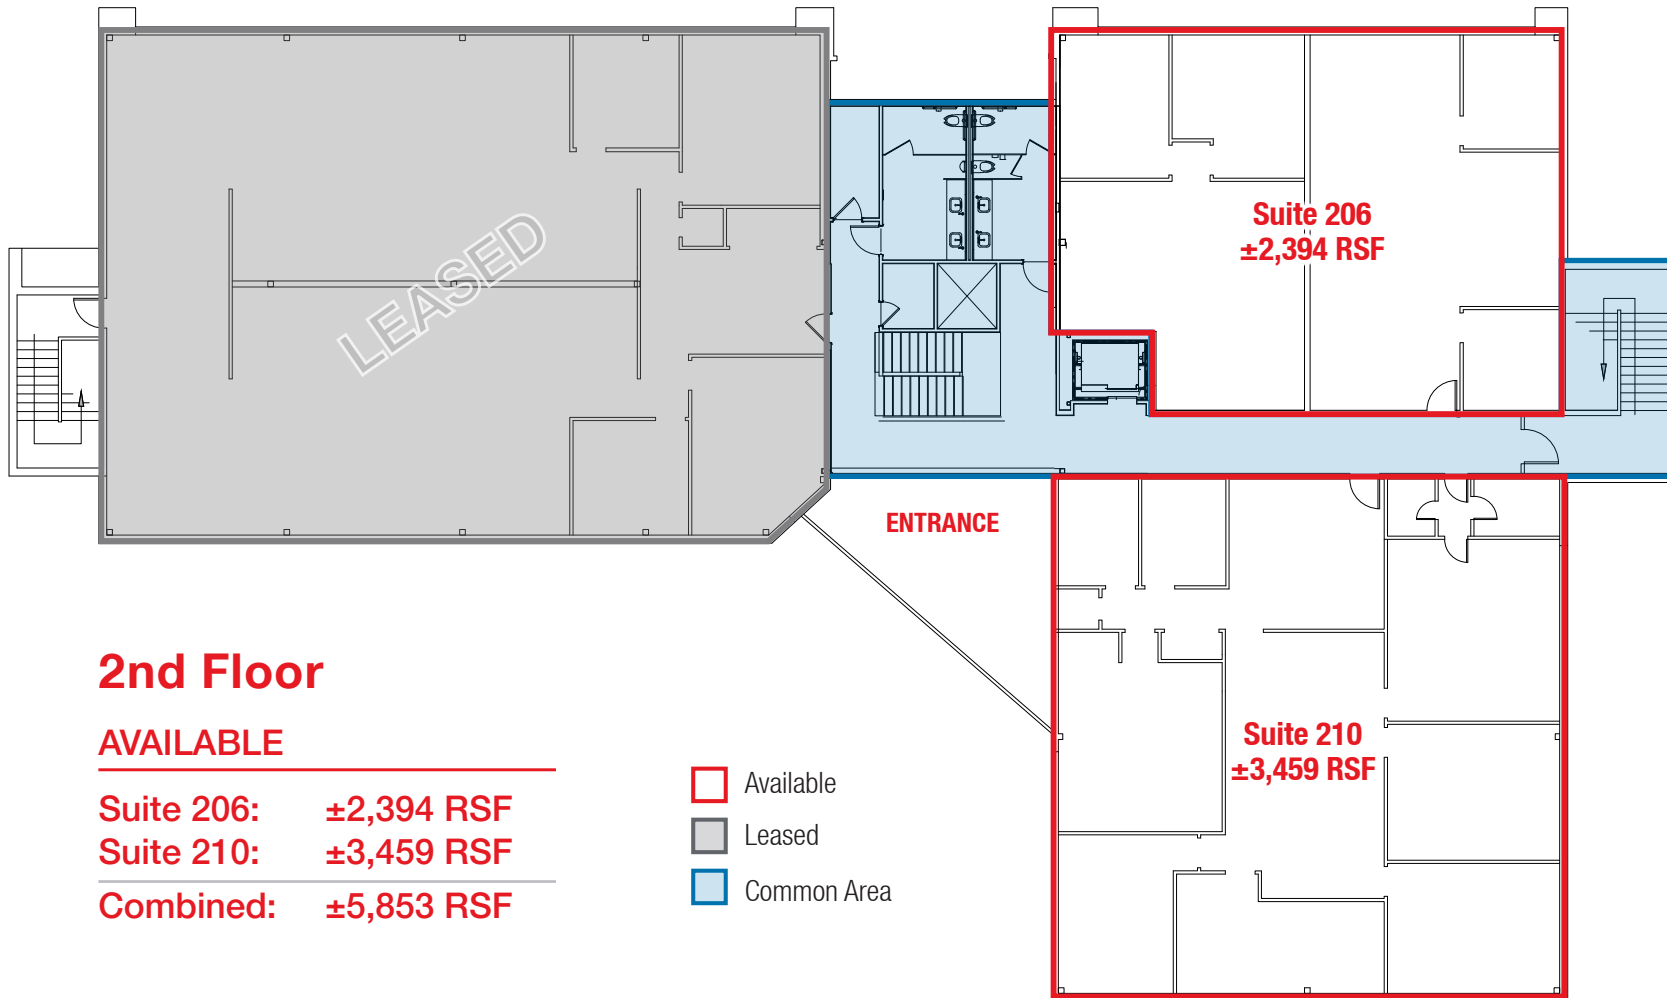 LEASED
Suite 206
±2,394 RSF
ENTRANCE
Suite 210
±3,459 RSF
2nd Floor
AVAILABLE
Suite 206: ±2,394 RSF
Suite 210: ±3,459 RSF
Combined: ±5,853 RSF
Available
Leased
Common Area